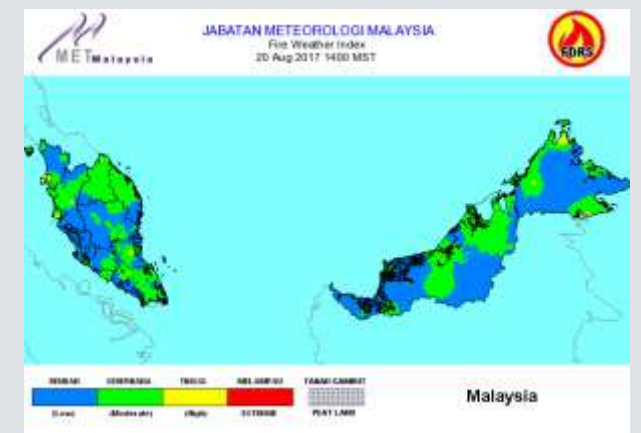 METMalaysia
JABATAN METEOROLOGI MALAYSIA
Fire Weather Index
20 Aug 2017 1400 MST
FDRS
RENDAH SEDERHANA TINGGI MELAMPAU TANAH GAMBUT
(Low) (Moderate) (High) EXTREME PEAT LAND
Malaysia